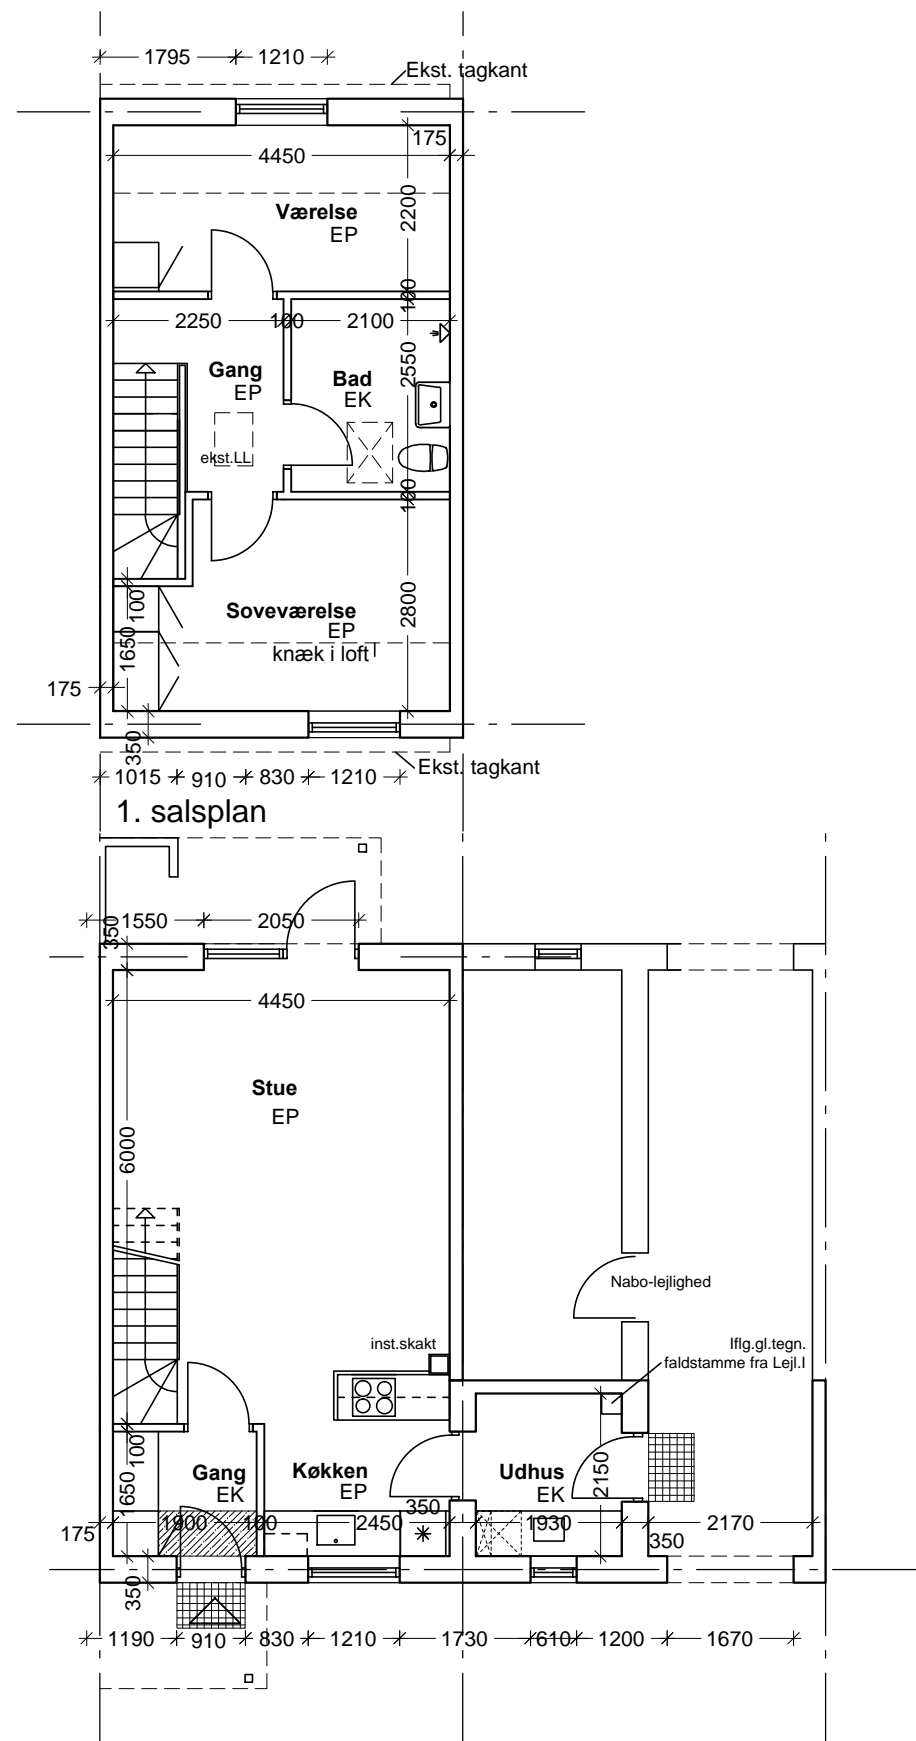 1795
1210
Ekst. tagkant
175
4450
2200
Værelse
EP
100
2250
100
2100
2550
Gang
EP
Bad
EK
ekst.LL
100
100
1650
2800
Soveværelse
EP
knæk i loft
175
350
1015
910
830
1210
Ekst. tagkant
1. salsplan
350
1550
2050
4450
Stue
EP
6000
Nabo-lejlighed
inst.skakt
Iflg.gl.tegn.
faldstamme fra Lejl.I
100
1650
Gang
EK
Køkken
EP
Udhus
EK
2150
350
175
1900
100
2450
1930
2170
350
350
1190
910
830
1210
1730
610
1200
1670